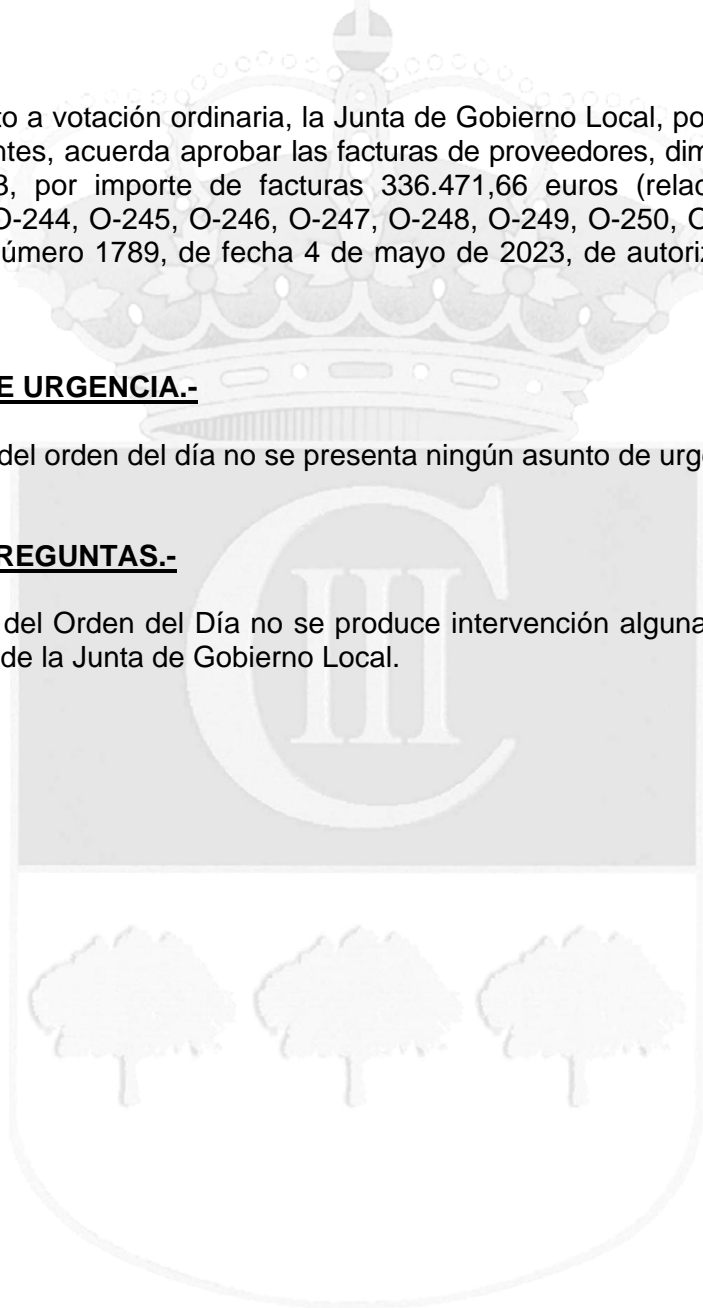 to a votación ordinaria, la Junta de Gobierno Local, po
ntes, acuerda aprobar las facturas de proveedores, dim
3, por importe de facturas 336.471,66 euros (relac
O-244, O-245, O-246, O-247, O-248, O-249, O-250, O
úmero 1789, de fecha 4 de mayo de 2023, de autoriz
E URGENCIA.-
del orden del día no se presenta ningún asunto de urg
REGUNTAS.-
del Orden del Día no se produce intervención alguna
de la Junta de Gobierno Local.
CIII